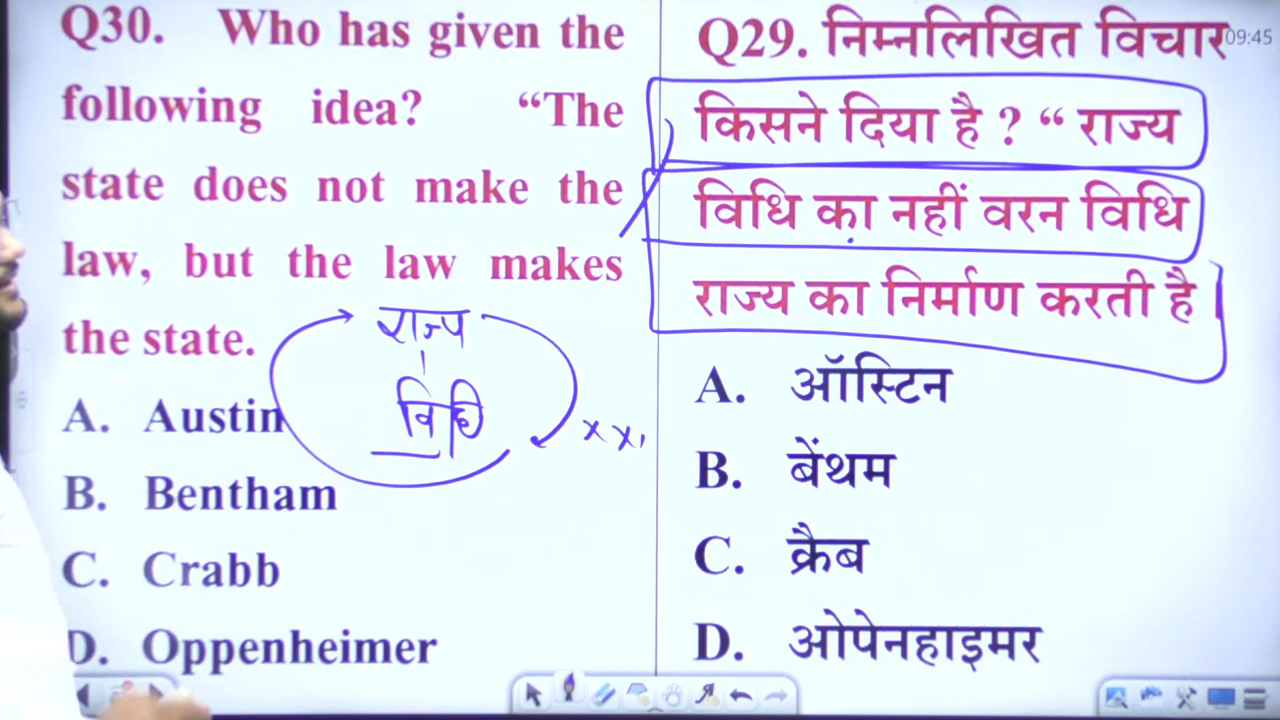 Q30. Who has given the
following idea? “The
state does not make the
law, but the law makes
the state.
A. Austin
B. Bentham
C. Crabb
D. Oppenheimer
राज्य
विधि
x x
Q29. निम्नलिखित विचार
किसने दिया है ? “ राज्य
विधि का नहीं वरन विधि
राज्य का निर्माण करती है
A. ऑस्टिन
B. बेंथम
C. क्रैब
D. ओपेनहाइमर
09:45